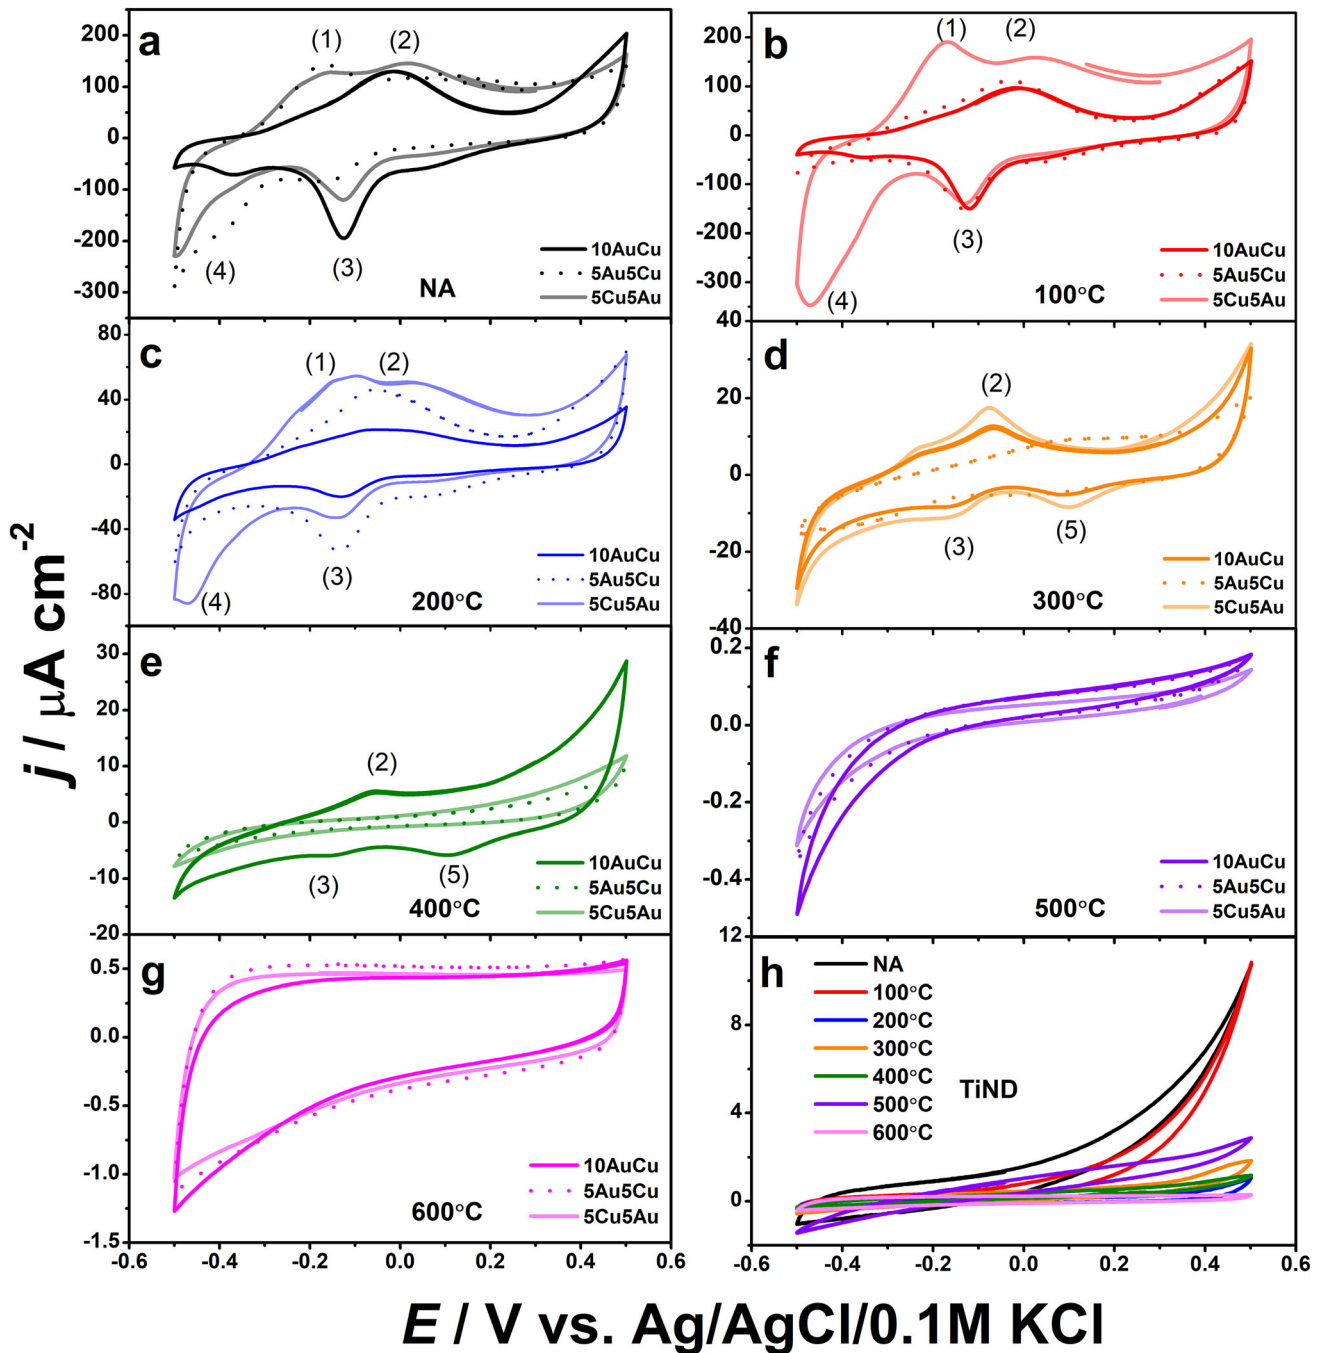 a
(1)
(2)
(3)
(4)
NA
10AuCu
5Au5Cu
5Cu5Au
200
100
0
-100
-200
-300
b
(1)
(2)
(3)
(4)
100°C
10AuCu
5Au5Cu
5Cu5Au
200
100
0
-100
-200
-300
c
(1)
(2)
(3)
(4)
200°C
10AuCu
5Au5Cu
5Cu5Au
80
40
0
-40
-80
d
(2)
(3)
(5)
300°C
10AuCu
5Au5Cu
5Cu5Au
40
20
0
-20
-40
e
(2)
(3)
(5)
400°C
10AuCu
5Au5Cu
5Cu5Au
30
20
10
0
-10
-20
f
500°C
10AuCu
5Au5Cu
5Cu5Au
0.2
0.0
-0.2
-0.4
g
600°C
10AuCu
5Au5Cu
5Cu5Au
0.5
0.0
-0.5
-1.0
-1.5
-0.6 -0.4 -0.2 0.0 0.2 0.4 0.6
h
NA
100°C
200°C
300°C
400°C
500°C
600°C
TiND
12
8
4
0
-0.6 -0.4 -0.2 0.0 0.2 0.4 0.6
j / μA cm-2
E / V vs. Ag/AgCl/0.1M KCl